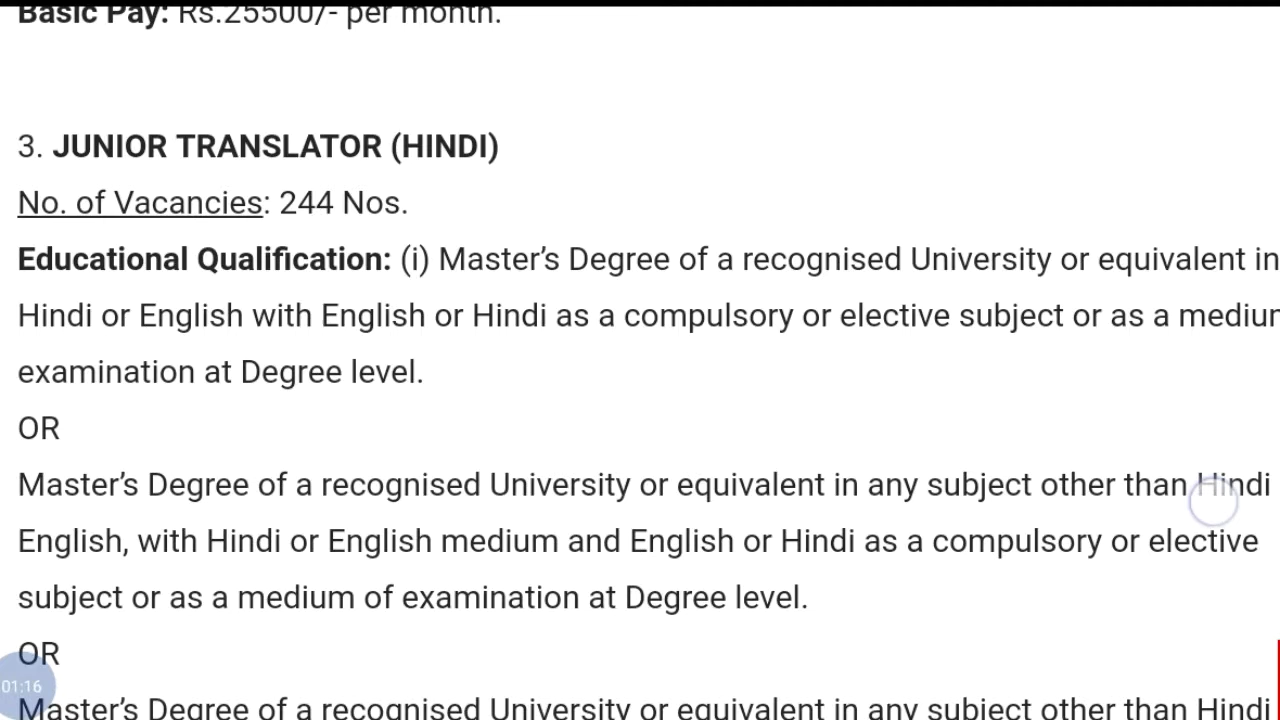 Basic Pay: Rs.25500/- per month.
3. JUNIOR TRANSLATOR (HINDI)
No. of Vacancies: 244 Nos.
Educational Qualification: (i) Master’s Degree of a recognised University or equivalent in
Hindi or English with English or Hindi as a compulsory or elective subject or as a medium
examination at Degree level.
OR
Master’s Degree of a recognised University or equivalent in any subject other than Hindi
English, with Hindi or English medium and English or Hindi as a compulsory or elective
subject or as a medium of examination at Degree level.
OR
01:16
Master’s Degree of a recognised University or equivalent in any subject other than Hindi